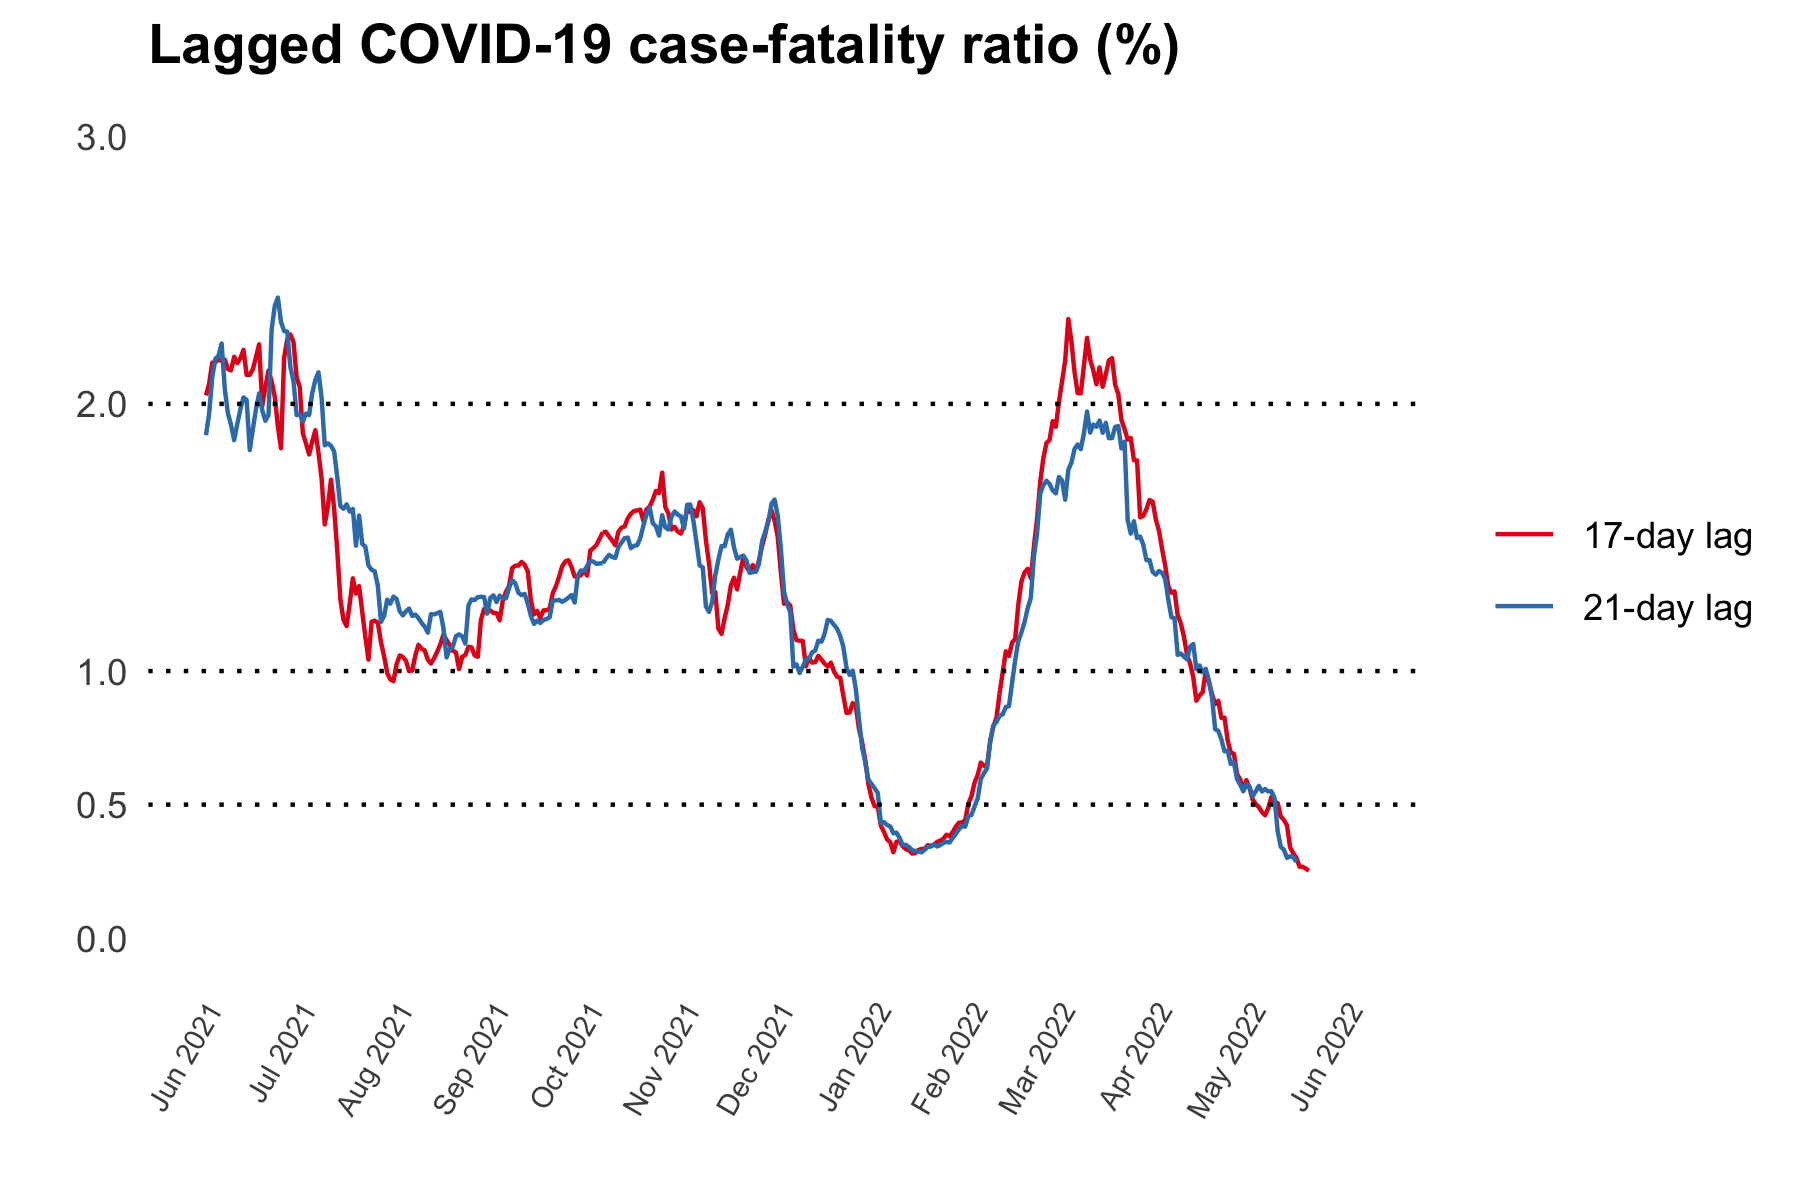 Lagged COVID-19 case-fatality ratio (%)
3.0
2.0
1.0
0.5
0.0
17-day lag
21-day lag
Jun 2021
Jul 2021
Aug 2021
Sep 2021
Oct 2021
Nov 2021
Dec 2021
Jan 2022
Feb 2022
Mar 2022
Apr 2022
May 2022
Jun 2022